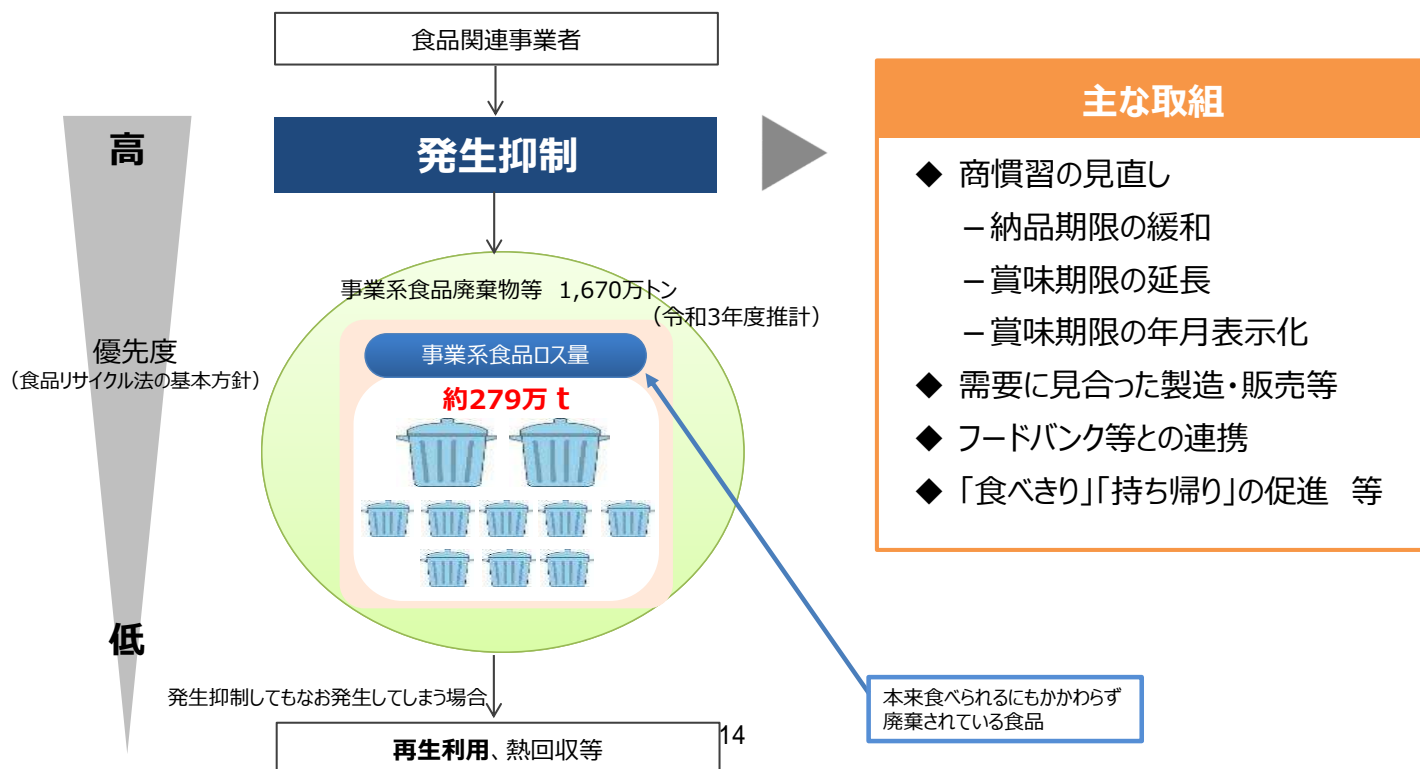 食品関連事業者
高
発生抑制
事業系食品廃棄物等　1,670万トン
（令和3年度推計）
事業系食品ロス量
約279万ｔ
優先度
（食品リサイクル法の基本方針）
低
発生抑制してもなお発生してしまう場合
再生利用、熱回収等
14
主な取組
◆ 商慣習の見直し
－納品期限の緩和
－賞味期限の延長
－賞味期限の年月表示化
◆ 需要に見合った製造・販売等
◆ フードバンク等との連携
◆ 「食べきり」「持ち帰り」の促進　等
本来食べられるにもかかわらず
廃棄されている食品